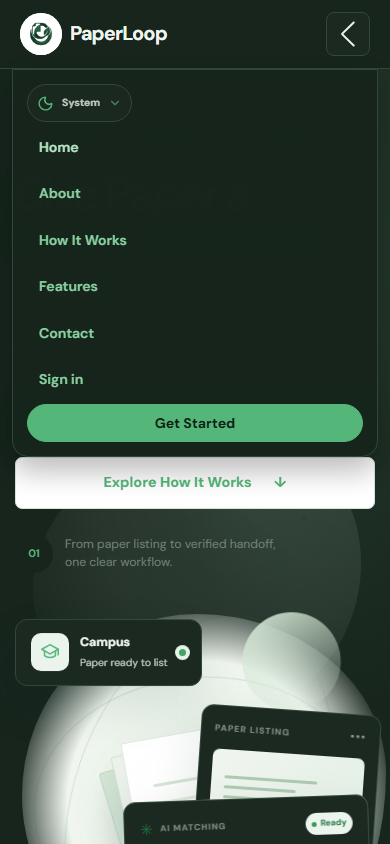 PaperLoop
System
Home
About
How It Works
Features
Contact
Sign in
Get Started
Explore How It Works
01
From paper listing to verified handoff,
one clear workflow.
Campus
Paper ready to list
PAPER LISTING
AI MATCHING
Ready